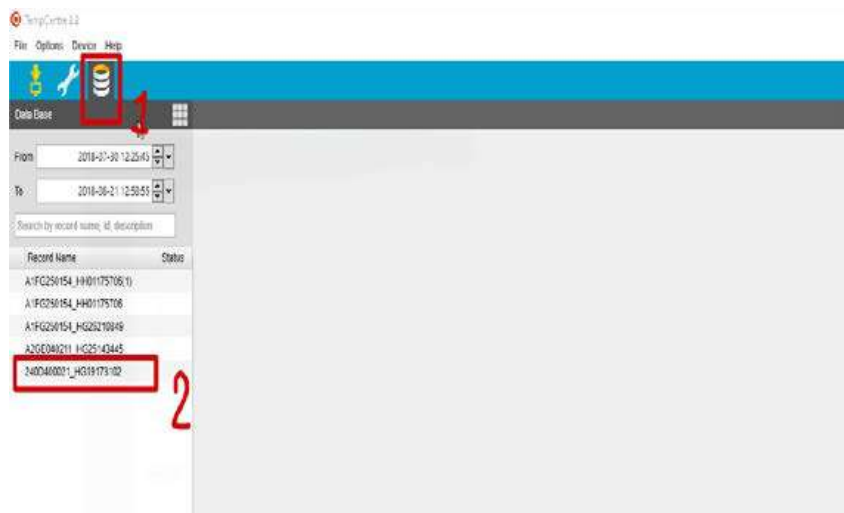 TempCentre 2.2
File Options Device Help
1
Data Base
From 2018-07-30 12:25:45
To 2018-08-21 12:50:55
Search by record name, id, description
Record Name Status
A1FG250154_HH01175706(1)
A1FG250154_HH01175706
A1FG250154_HG25210849
A2GE040211_HG25143445
240D400021_HG19173102
2